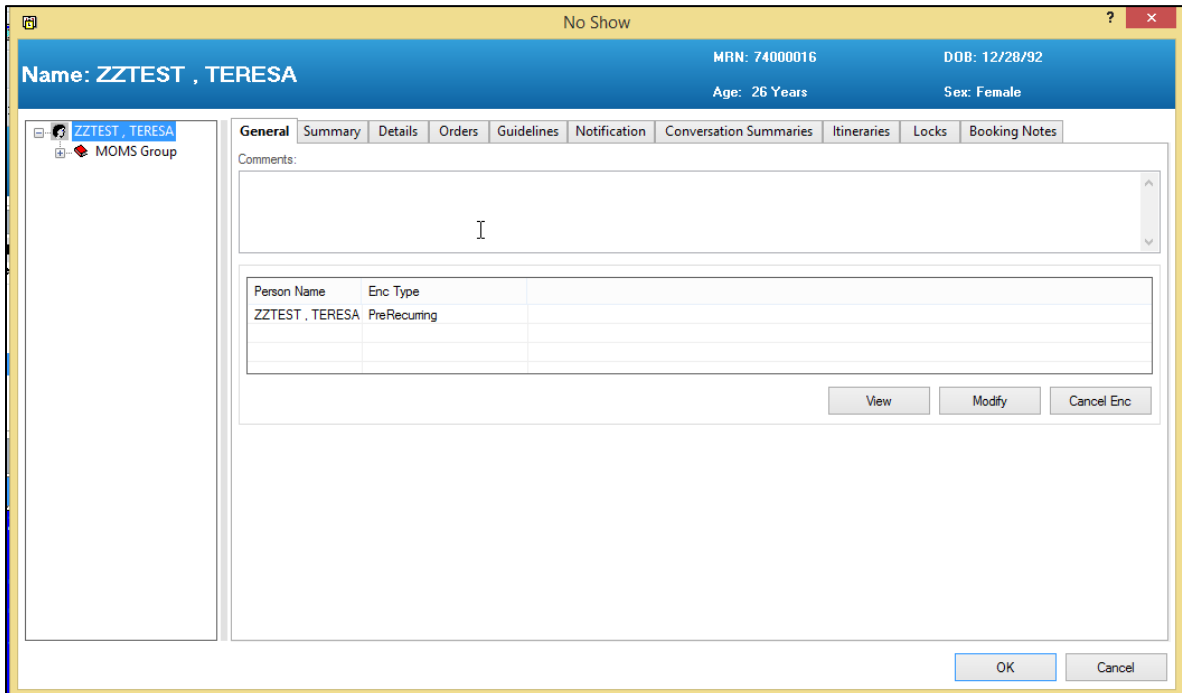 No Show
?
Name: ZZTEST , TERESA
MRN: 74000016
DOB: 12/28/92
Age: 26 Years
Sex: Female
ZZTEST , TERESA
MOMS Group
General Summary Details Orders Guidelines Notification Conversation Summaries Itineraries Locks Booking Notes
Comments:
Person Name Enc Type
ZZTEST , TERESA PreRecurring
View Modify Cancel Enc
OK Cancel